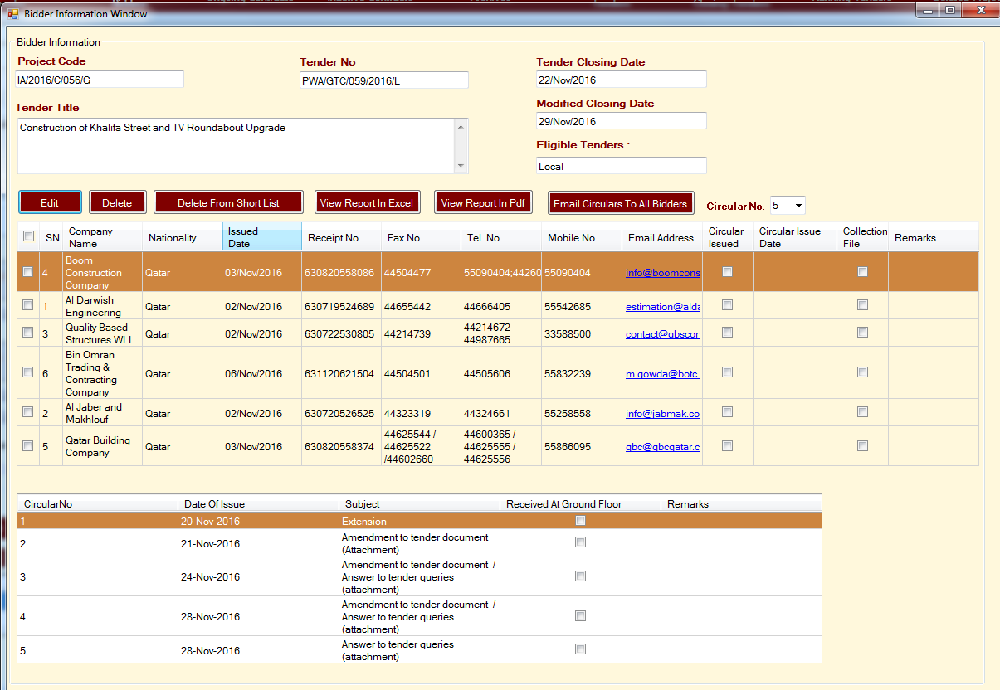 Bidder Information Window
Bidder Information
Project Code
Tender No
Tender Closing Date
IA/2016/C/056/G
PWA/GTC/059/2016/L
22/Nov/2016
Tender Title
Modified Closing Date
Construction of Khalifa Street and TV Roundabout Upgrade
29/Nov/2016
Eligible Tenders :
Local
Edit
Delete
Delete From Short List
View Report In Excel
View Report In Pdf
Email Circulars To All Bidders
Circular No.
5
SN
Company
Name
Nationality
Issued
Date
Receipt No.
Fax No.
Tel. No.
Mobile No
Email Address
Circular
Issued
Circular Issue
Date
Collection
File
Remarks
4
Boom
Construction
Company
Qatar
03/Nov/2016
630820558086
44504477
55090404;44260
55090404
info@boomcons
1
Al Darwish
Engineering
Qatar
02/Nov/2016
630719524689
44655442
44666405
55542685
estimation@alda
3
Quality Based
Structures WLL
Qatar
02/Nov/2016
630722530805
44214739
44214672
44987665
33588500
contact@qbscon
6
Bin Omran
Trading &
Contracting
Company
Qatar
06/Nov/2016
631120621504
44504501
44505606
55832239
m.gowda@botc.
2
Al Jaber and
Makhlouf
Qatar
02/Nov/2016
630720526525
44323319
44324661
55258558
info@jabmak.co
5
Qatar Building
Company
Qatar
03/Nov/2016
630820558374
44625544 /
44625522
/44602660
44600365 /
44625555 /
44625556
55866095
qbc@qbcqatar.c
CircularNo
Date Of Issue
Subject
Received At Ground Floor
Remarks
1
20-Nov-2016
Extension
2
21-Nov-2016
Amendment to tender document
(Attachment)
3
24-Nov-2016
Amendment to tender document /
Answer to tender queries
(attachment)
4
28-Nov-2016
Amendment to tender document /
Answer to tender queries
(attachment)
5
28-Nov-2016
Answer to tender queries
(attachment)